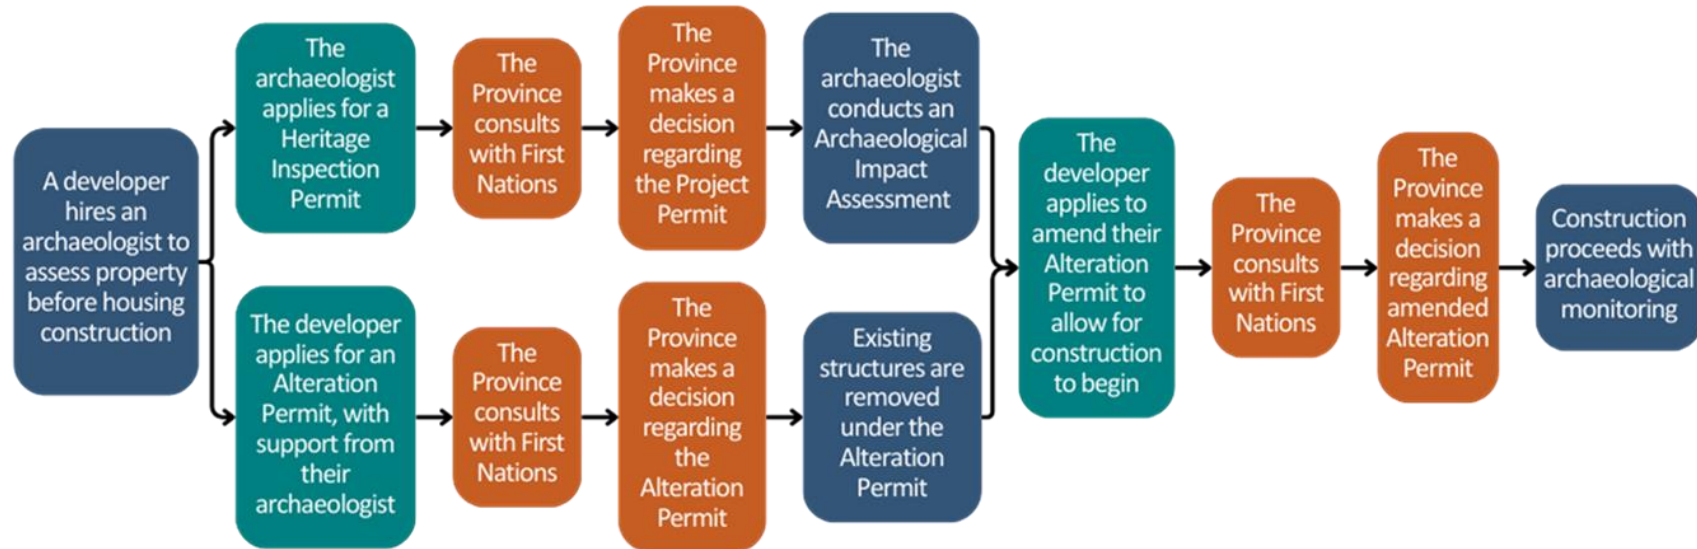 A developer
hires an
archaeologist to
assess property
before housing
construction
The
archaeologist
applies for a
Heritage
Inspection
Permit
The
Province
consults
with First
Nations
The
Province
makes a
decision
regarding
the Project
Permit
The
archaeologist
conducts an
Archaeological
Impact
Assessment
The developer
applies for an
Alteration
Permit, with
support from
their
archaeologist
The
Province
consults
with First
Nations
The
Province
makes a
decision
regarding
the
Alteration
Permit
Existing
structures are
removed
under the
Alteration
Permit
The
developer
applies to
amend their
Alteration
Permit to
allow for
construction
to begin
The
Province
consults
with First
Nations
The
Province
makes a
decision
regarding
amended
Alteration
Permit
Construction
proceeds with
archaeological
monitoring